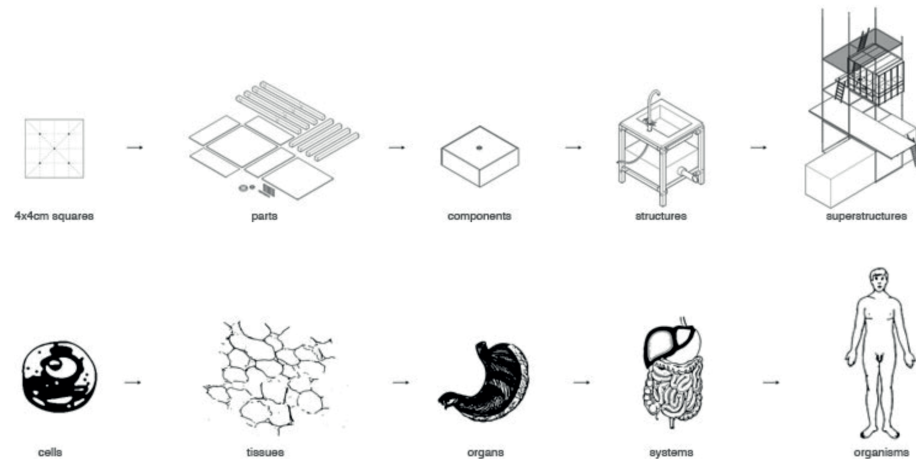 4x4cm squares
parts
components
structures
superstructures
cells
tissues
organs
systems
organisms